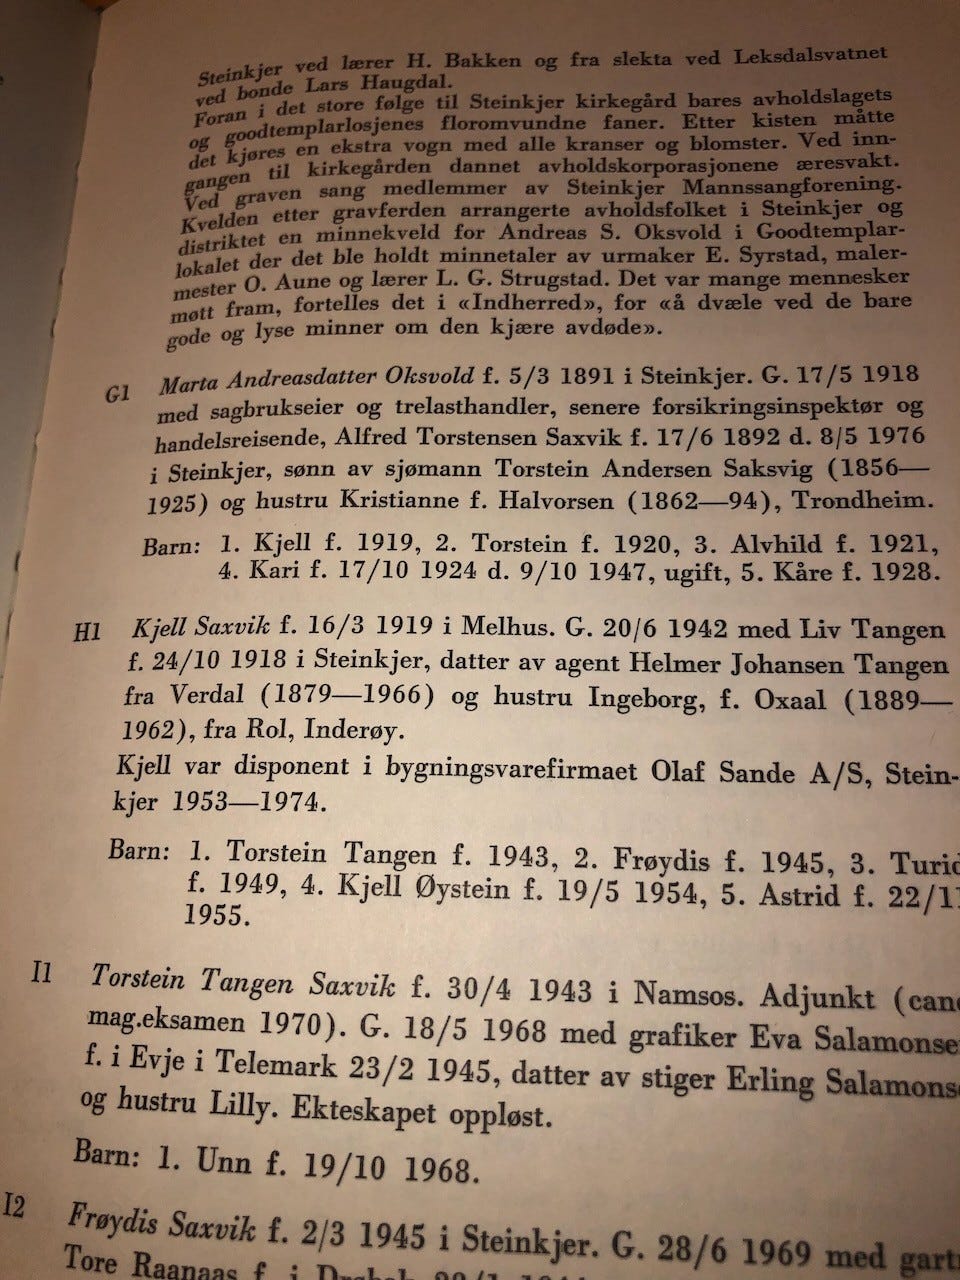 Steinkjer ved lærer H. Bakken og fra slekta ved Leksdalsvatnet
ved bonde Lars Haugdal.
Foran i det store følge til Steinkjer kirkegård bares avholdslagets
og goodtemplarlosjenes floromvundne faner. Etter kisten måtte
det kjøres en ekstra vogn med alle kranser og blomster. Ved inn-
gangen til kirkegården dannet avholdskorporasjonene æresvakt.
Ved graven sang medlemmer av Steinkjer Mannssangforening.
Kvelden etter gravferden arrangerte avholdsfolket i Steinkjer og
distriktet en minnekveld for Andreas S. Oksvold i Goodtemplar-
lokalet der det ble holdt minnetaler av urmaker E. Syrstad, maler-
mester O. Aune og lærer L. G. Strugstad. Det var mange mennesker
møtt fram, fortelles det i «Indherred», for «å dvæle ved de bare
gode og lyse minner om den kjære avdøde».
G1 Marta Andreasdatter Oksvold f. 5/3 1891 i Steinkjer. G. 17/5 1918
med sagbrukseier og trelasthandler, senere forsikringsinspektør og
handelsreisende, Alfred Torstensen Saxvik f. 17/6 1892 d. 8/5 1976
i Steinkjer, sønn av sjømann Torstein Andersen Saksvig (1856—
1925) og hustru Kristianne f. Halvorsen (1862—94), Trondheim.
Barn: 1. Kjell f. 1919, 2. Torstein f. 1920, 3. Alvhild f. 1921,
4. Kari f. 17/10 1924 d. 9/10 1947, ugift, 5. Kåre f. 1928.
H1 Kjell Saxvik f. 16/3 1919 i Melhus. G. 20/6 1942 med Liv Tangen
f. 24/10 1918 i Steinkjer, datter av agent Helmer Johansen Tangen
fra Verdal (1879—1966) og hustru Ingeborg, f. Oxaal (1889—
1962), fra Rol, Inderøy.
Kjell var disponent i bygningsvarefirmaet Olaf Sande A/S, Stein-
kjer 1953—1974.
Barn: 1. Torstein Tangen f. 1943, 2. Frøydis f. 1945, 3. Turid
f. 1949, 4. Kjell Øystein f. 19/5 1954, 5. Astrid f. 22/11
1955.
I1 Torstein Tangen Saxvik f. 30/4 1943 i Namsos. Adjunkt (cand
mag.eksamen 1970). G. 18/5 1968 med grafiker Eva Salamonse
f. i Evje i Telemark 23/2 1945, datter av stiger Erling Salamons
og hustru Lilly. Ekteskapet oppløst.
Barn: 1. Unn f. 19/10 1968.
I2 Frøydis Saxvik f. 2/3 1945 i Steinkjer. G. 28/6 1969 med gart
Tore Raanaas f. i